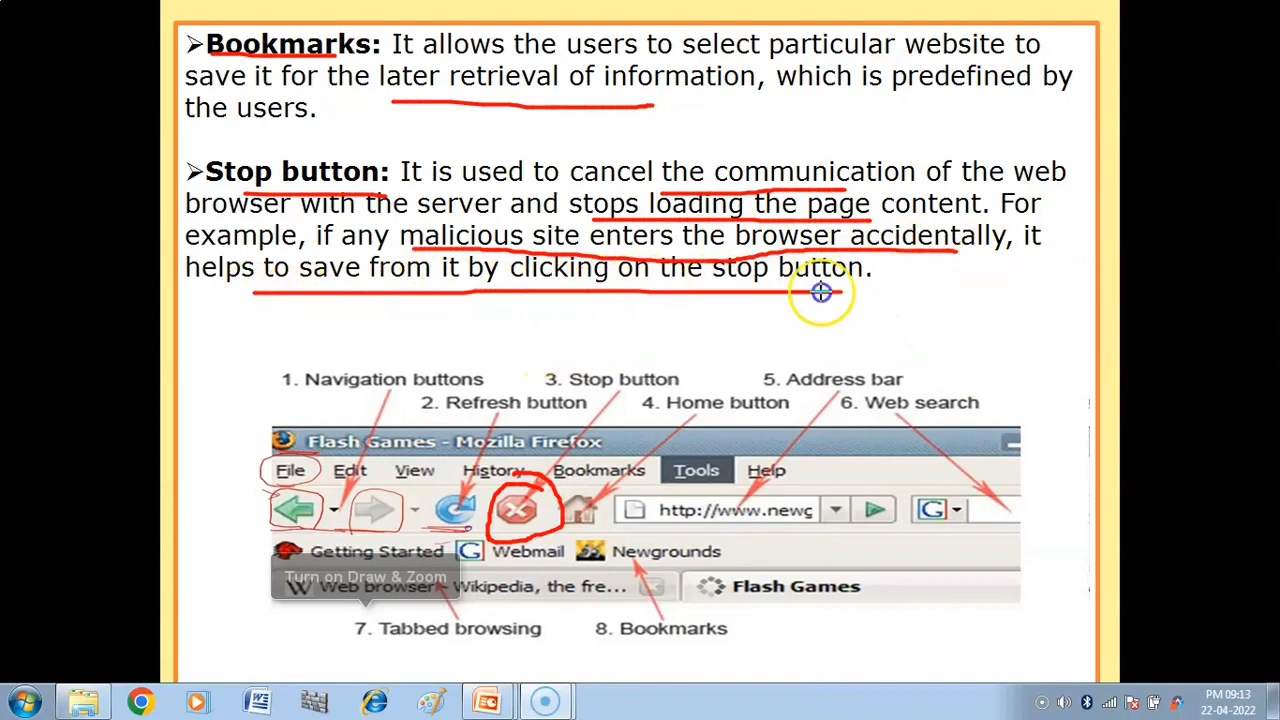 ➢Bookmarks: It allows the users to select particular website to
save it for the later retrieval of information, which is predefined by
the users.
➢Stop button: It is used to cancel the communication of the web
browser with the server and stops loading the page content. For
example, if any malicious site enters the browser accidentally, it
helps to save from it by clicking on the stop button.
1. Navigation buttons 3. Stop button 5. Address bar
2. Refresh button 4. Home button 6. Web search
Flash Games - Mozilla Firefox
File Edit View History Bookmarks Tools Help
http://www.newg G
Getting Started G Webmail Newgrounds
Turn on Draw & Zoom
W Web browser - Wikipedia, the fre... Flash Games
7. Tabbed browsing 8. Bookmarks
PM 09:13
22-04-2022